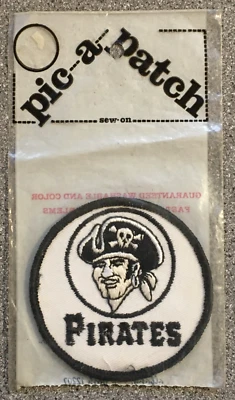 pic-a-patch
sew-on
GUARANTEED WASHABLE AND COLOR
PIRATES